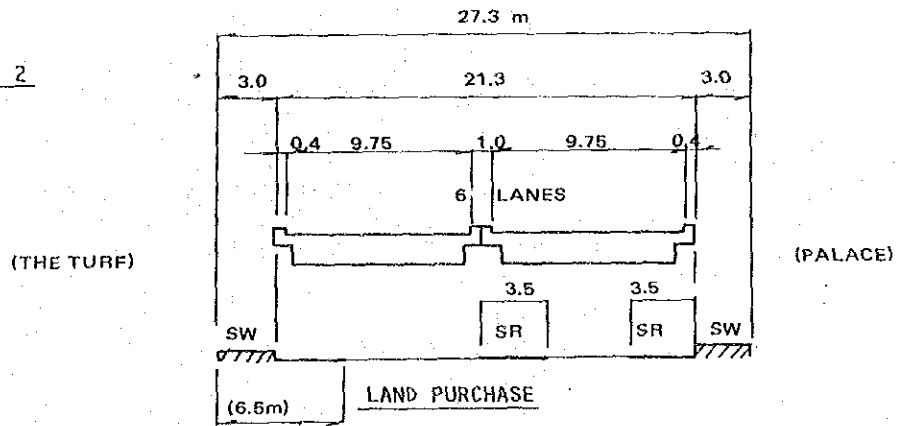 27.3 m
2
3.0 21.3 3.0
0.4 9.75 1.0 9.75 0.4
6 LANES
(THE TURF) (PALACE)
3.5 3.5
SW SR SR SW
(6.5m) LAND PURCHASE